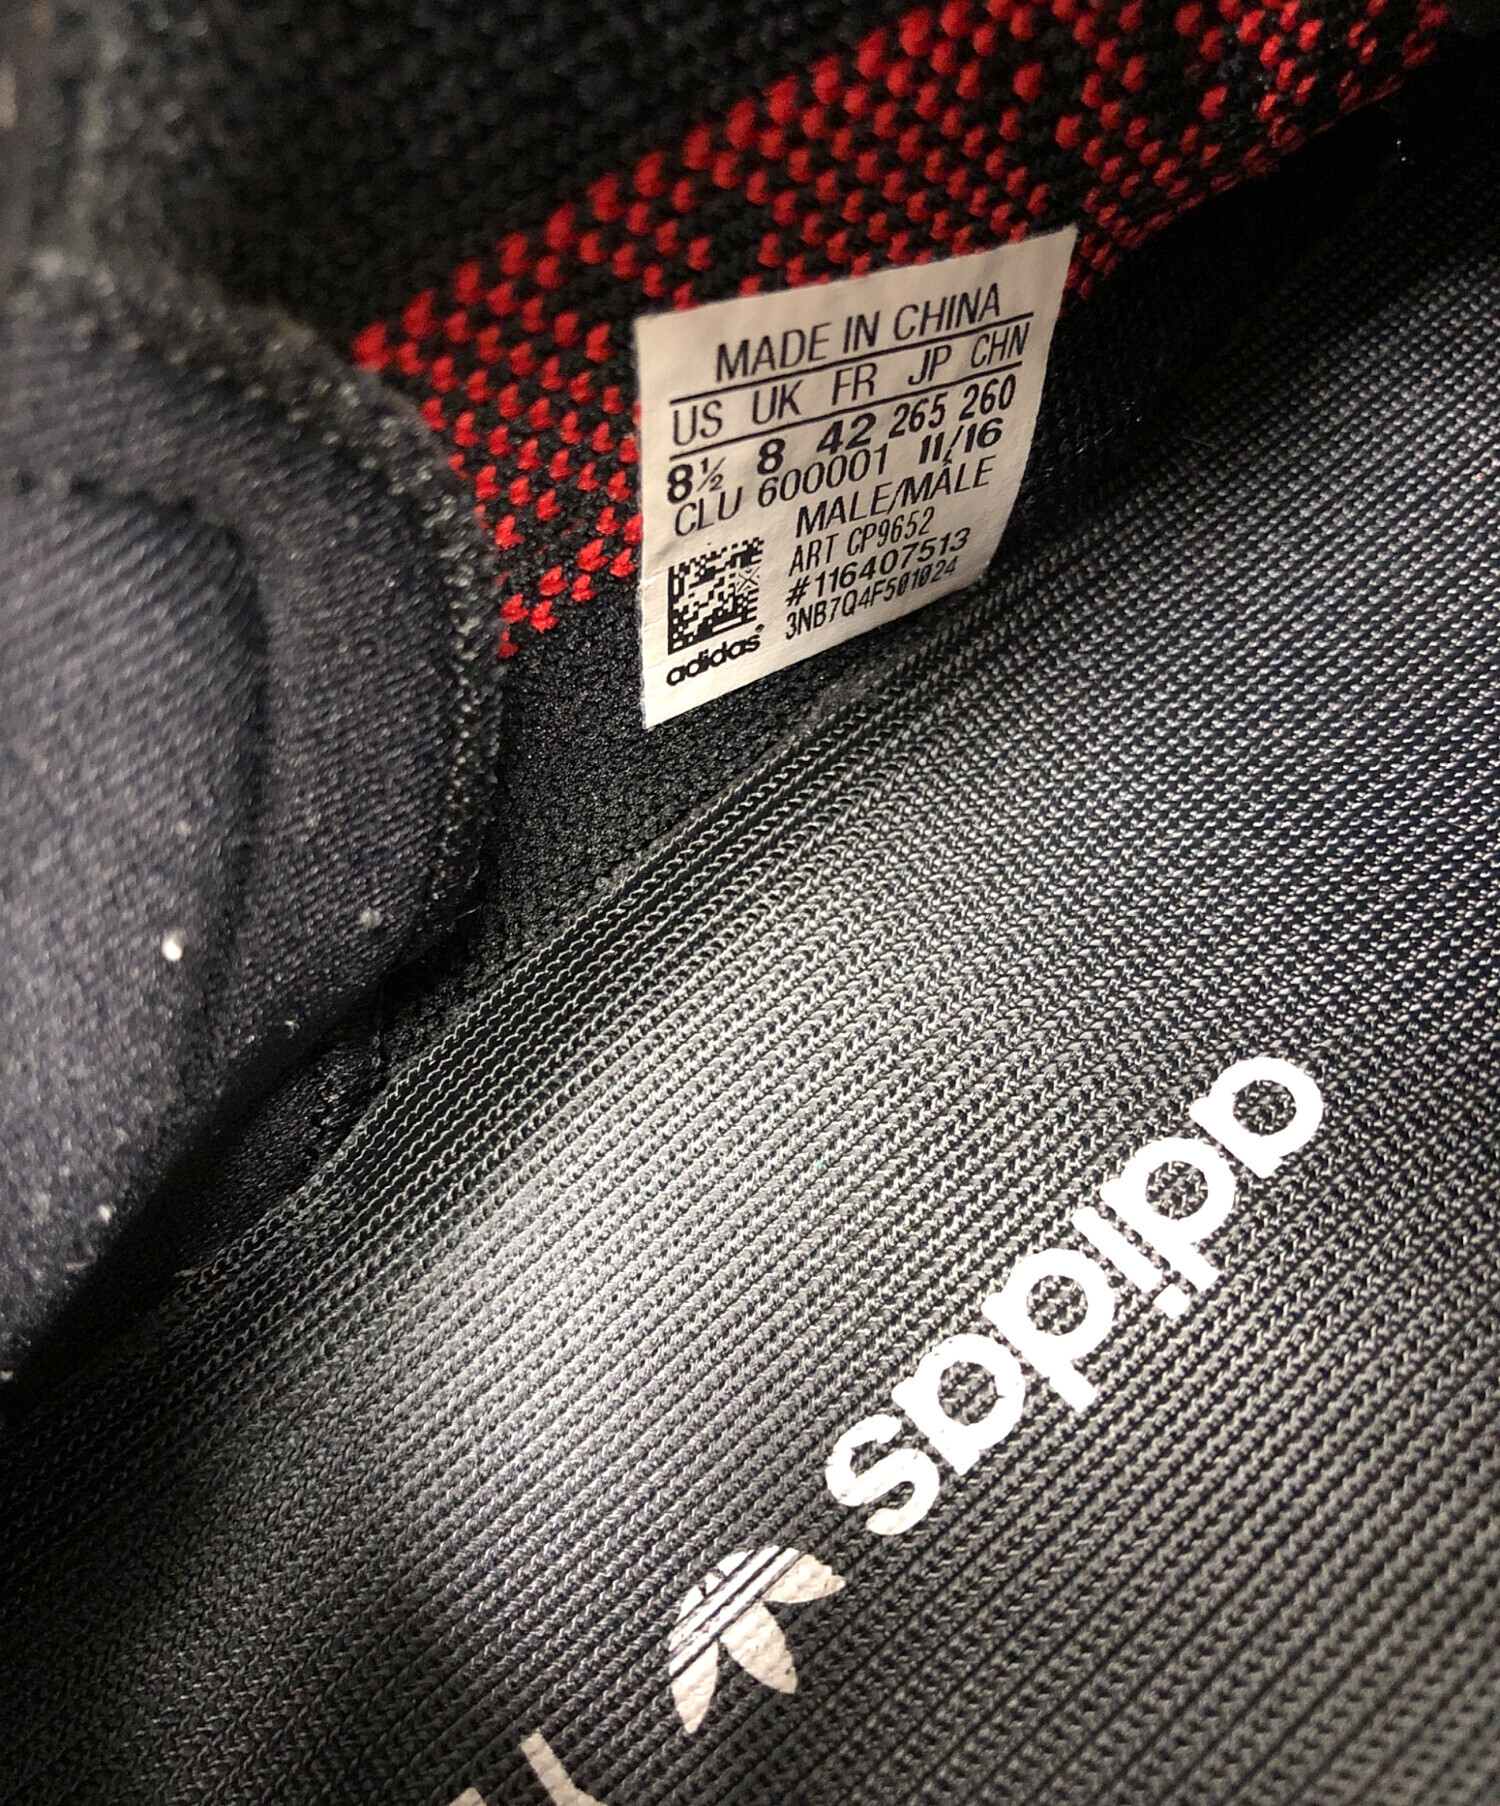 MADE IN CHINA
US UK FR JP CHN
8½ 8 42 265 260
CLU 600001 11/16
MALE/MÂLE
ART CP9652
#116407513
3NB7Q4F501024
adidas
adidas